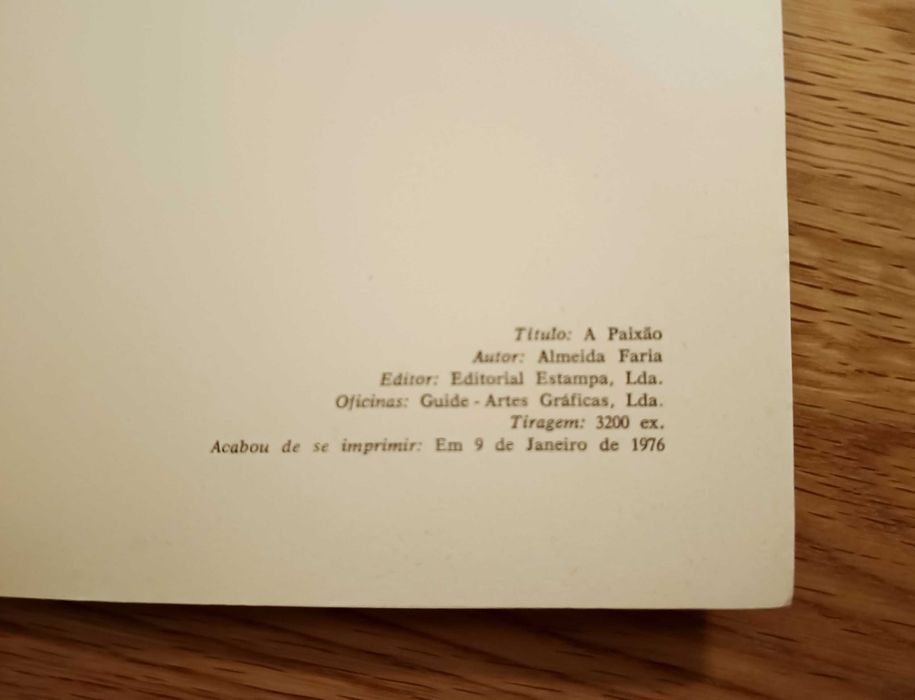 Título: A Paixão
Autor: Almeida Faria
Editor: Editorial Estampa, Lda.
Oficinas: Guide - Artes Gráficas, Lda.
Tiragem: 3200 ex.
Acabou de se imprimir: Em 9 de Janeiro de 1976